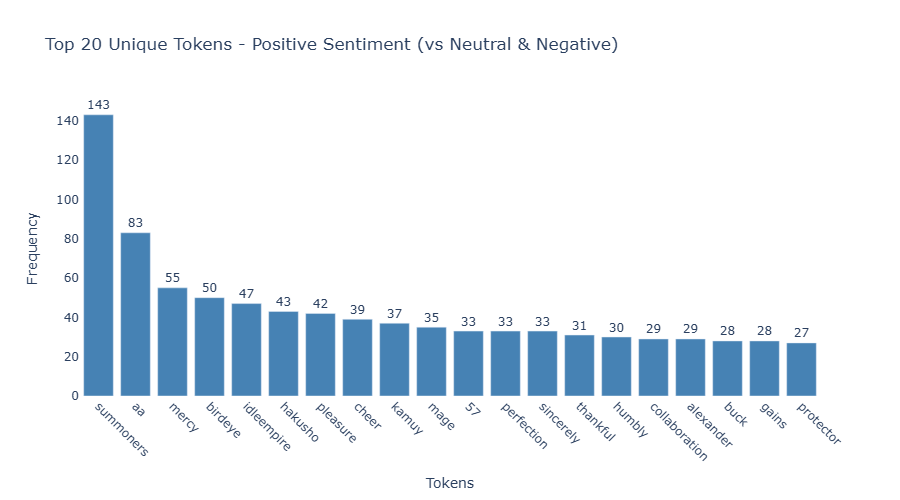 Top 20 Unique Tokens - Positive Sentiment (vs Neutral & Negative)
Frequency
140
120
100
80
60
40
20
0
143
83
55
50
47
43
42
39
37
35
33
33
33
31
30
29
29
28
28
27
summoners
aa
mercy
birdeye
idleempire
hakusho
pleasure
cheer
kamuy
mage
57
perfection
sincerely
thankful
humbly
collaboration
alexander
buck
gains
protector
Tokens